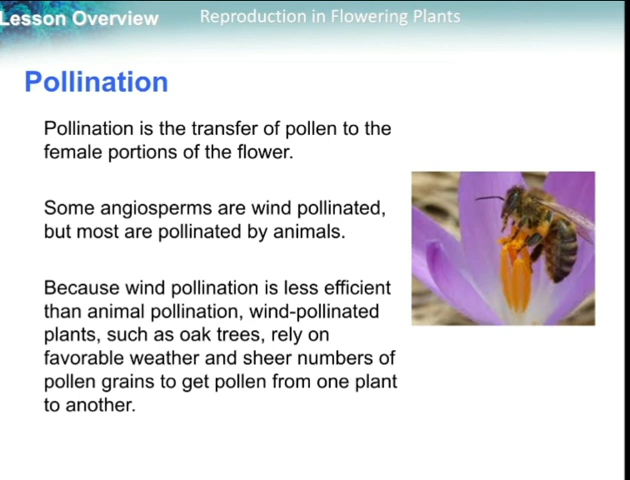 Lesson Overview
Reproduction in Flowering Plants
Pollination
Pollination is the transfer of pollen to the
female portions of the flower.
Some angiosperms are wind pollinated,
but most are pollinated by animals.
Because wind pollination is less efficient
than animal pollination, wind-pollinated
plants, such as oak trees, rely on
favorable weather and sheer numbers of
pollen grains to get pollen from one plant
to another.